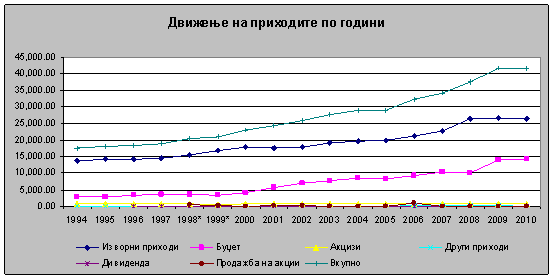 Движење на приходите по години
45,000.00
40,000.00
35,000.00
30,000.00
25,000.00
20,000.00
15,000.00
10,000.00
5,000.00
0.00
1994 1995 1996 1997 1998* 1999* 2000 2001 2002 2003 2004 2005 2006 2007 2008 2009 2010
Изворни приходи Буџет Акцизи Други приходи
Дивиденда Продажба на акции Вкупно